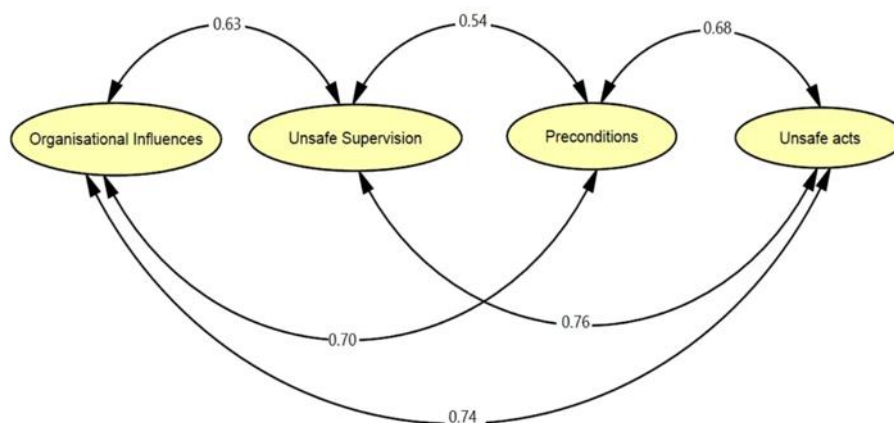 0.63
0.54
0.68
Organisational Influences
Unsafe Supervision
Preconditions
Unsafe acts
0.70
0.76
0.74